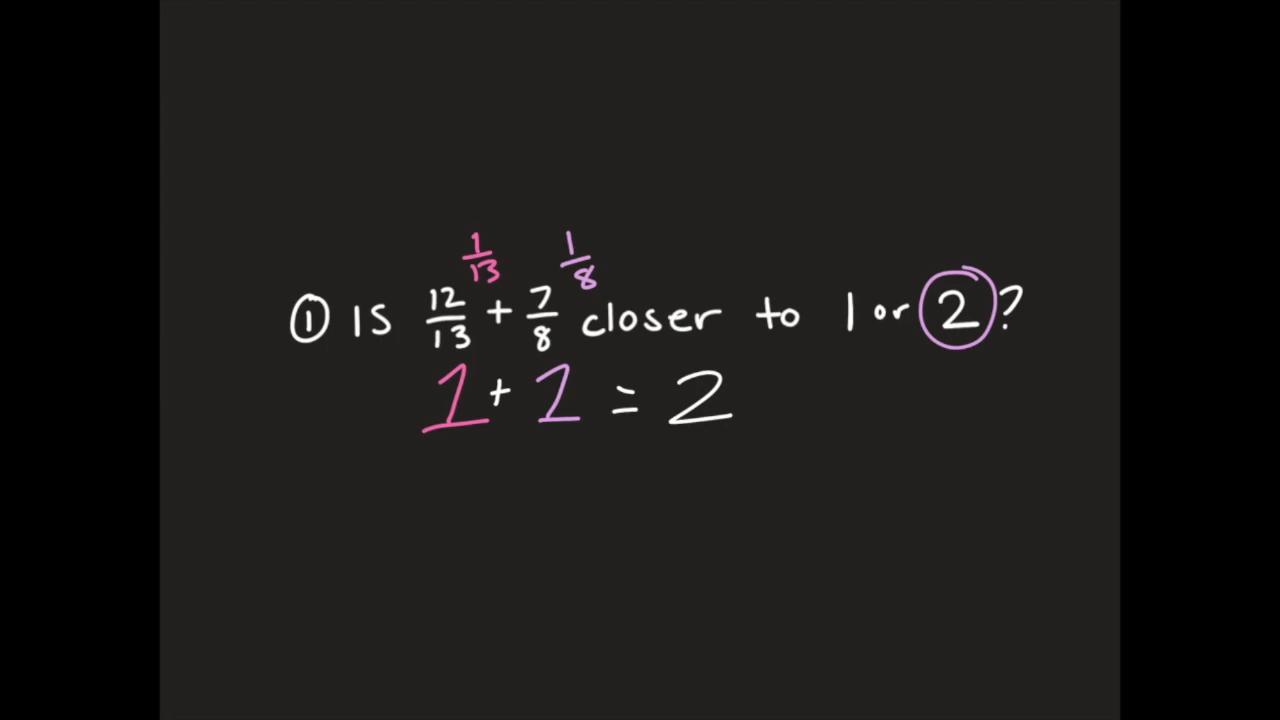 1/13 1/8
① Is 12/13 + 7/8 closer to 1 or 2?
1 + 1 = 2